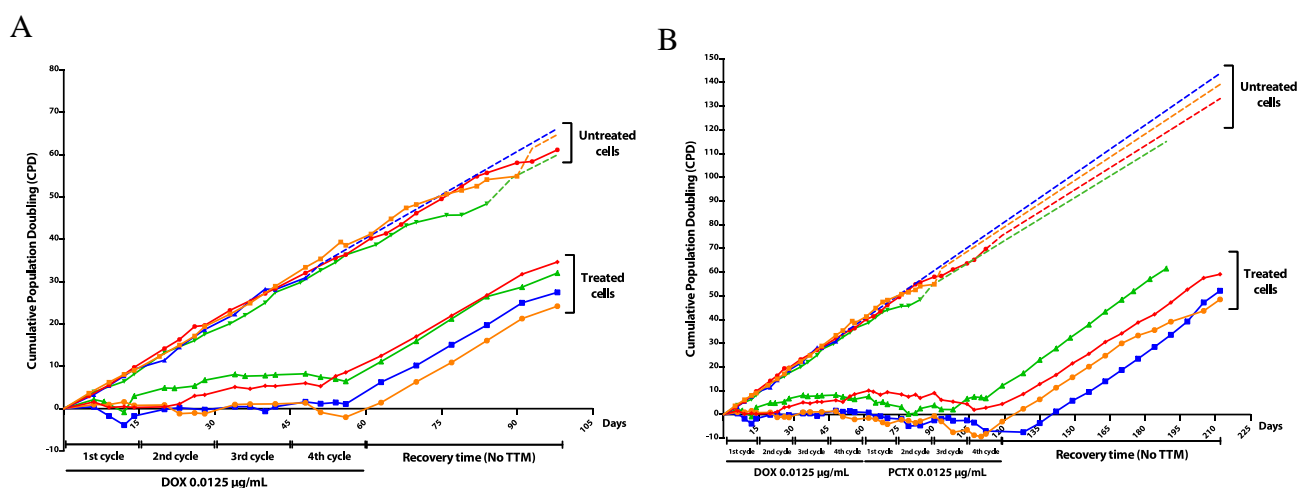 A
Cumulative Population Doubling (CPD)
80
70
60
50
40
30
20
10
0
-10
15
30
45
60
75
90
105
Days
Untreated
cells
Treated
cells
1st cycle
2nd cycle
3rd cycle
4th cycle
Recovery time (No TTM)
DOX 0.0125 µg/mL
B
Cumulative Population Doubling (CPD)
150
140
130
120
110
100
90
80
70
60
50
40
30
20
10
0
-10
15
30
45
60
75
90
105
120
135
150
165
180
195
210
225
Days
Untreated
cells
Treated
cells
1st cycle
2nd cycle
3rd cycle
4th cycle
1st cycle
2nd cycle
3rd cycle
4th cycle
Recovery time (No TTM)
DOX 0.0125 µg/mL
PCTX 0.0125 µg/mL